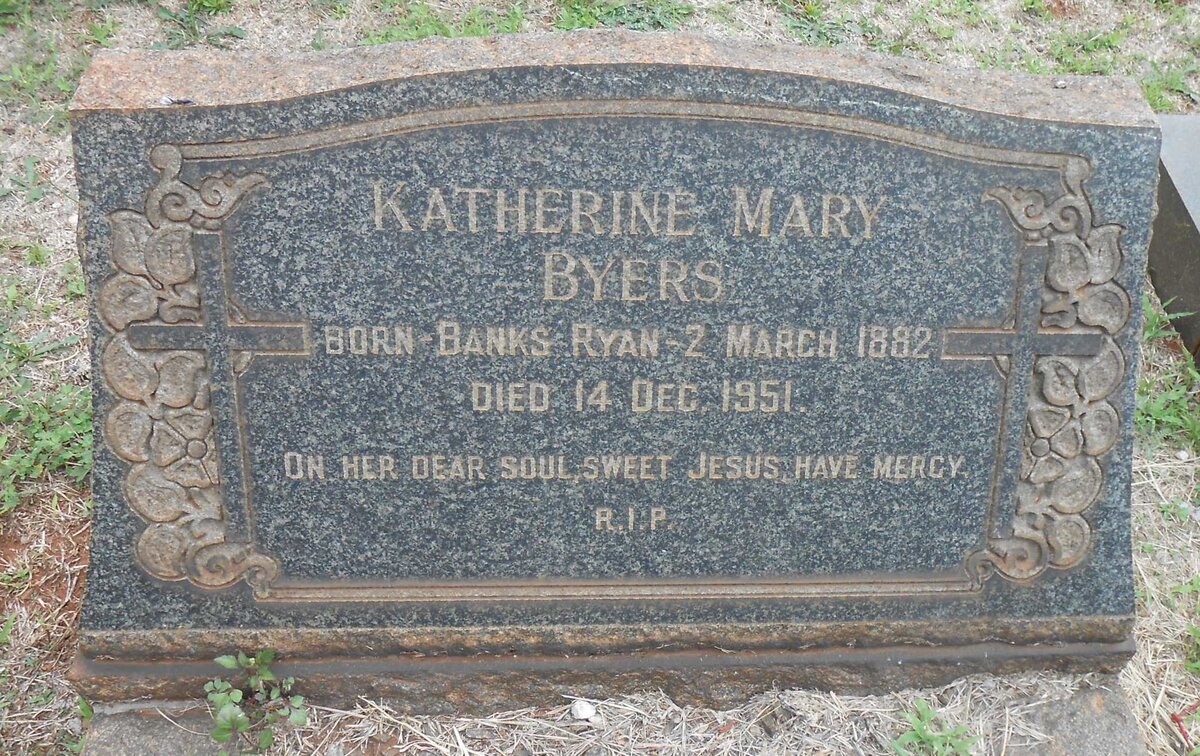 KATHERINE MARY
BYERS
BORN-BANKS-RYAN-2 MARCH 1882
DIED 14 DEC. 1951.
ON HER DEAR SOUL, SWEET JESUS, HAVE MERCY.
R.I.P.